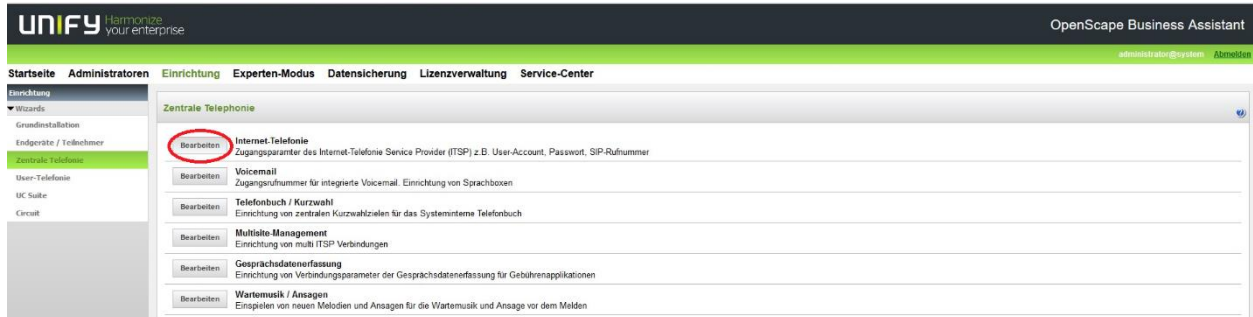 UNIFY Harmonize your enterprise
OpenScape Business Assistant
administrator@system Abmelden
Startseite Administratoren Einrichtung Experten-Modus Datensicherung Lizenzverwaltung Service-Center
Einrichtung
Wizards
Grundinstallation
Endgeräte / Teilnehmer
Zentrale Telefonie
User-Telefonie
UC Suite
Circuit
Zentrale Telephonie
Bearbeiten
Internet-Telefonie
Zugangsparamter des Internet-Telefonie Service Provider (ITSP) z.B. User-Account, Passwort, SIP-Rufnummer
Bearbeiten
Voicemail
Zugangsrufnummer für integrierte Voicemail. Einrichtung von Sprachboxen
Bearbeiten
Telefonbuch / Kurzwahl
Einrichtung von zentralen Kurzwahlzielen für das Systeminterne Telefonbuch
Bearbeiten
Multisite-Management
Einrichtung von multi ITSP Verbindungen
Bearbeiten
Gesprächsdatenerfassung
Einrichtung von Verbindungsparameter der Gesprächsdatenerfassung für Gebührenapplikationen
Bearbeiten
Wartemusik / Ansagen
Einspielen von neuen Melodien und Ansagen für die Wartemusik und Ansage vor dem Melden